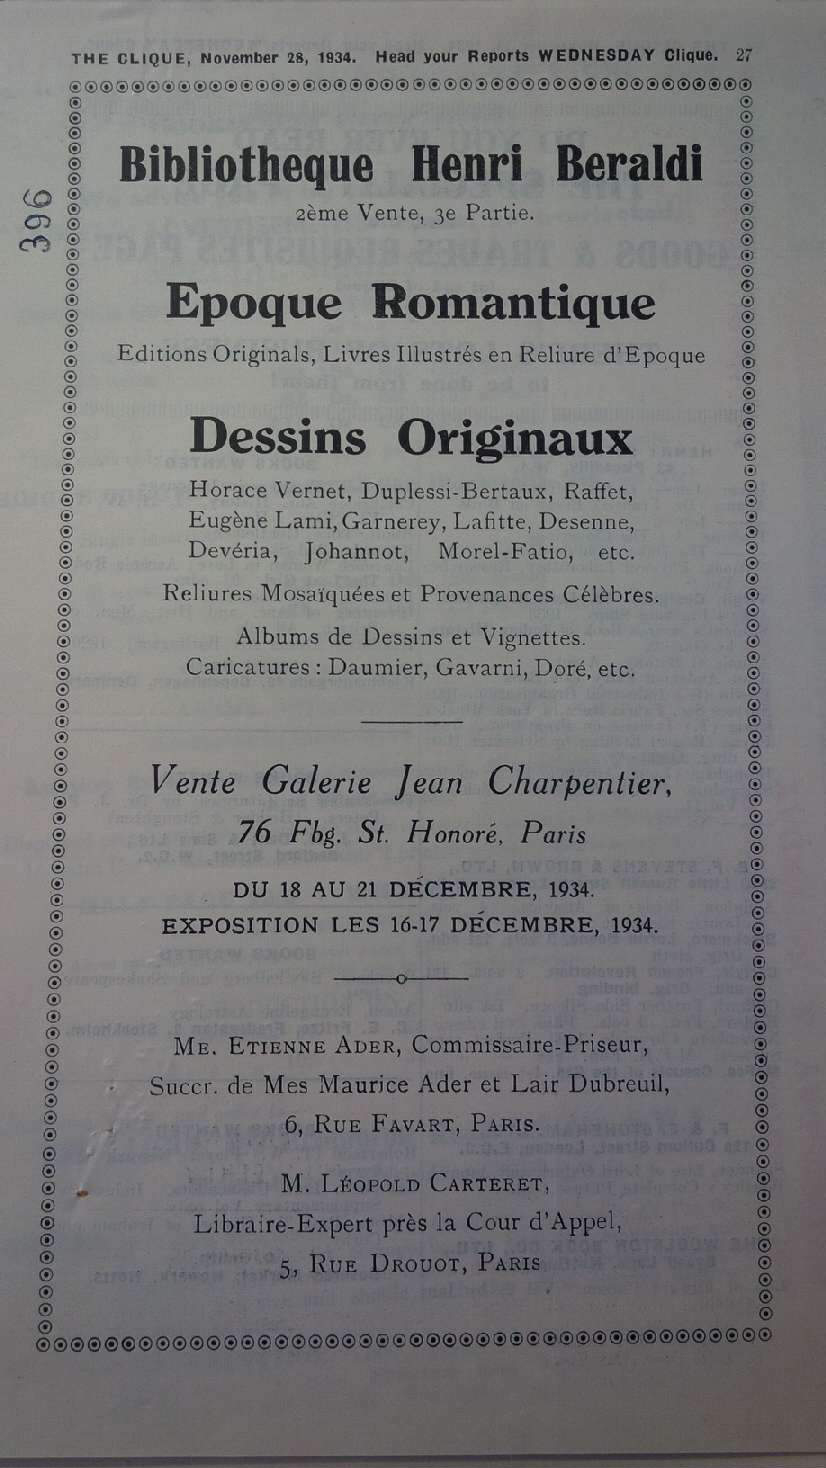 THE CLIQUE, November 28, 1934. Head your Reports WEDNESDAY Clique. 27
396
Bibliotheque Henri Beraldi
2ème Vente, 3e Partie.
Epoque Romantique
Editions Originals, Livres Illustrés en Reliure d'Epoque
Dessins Originaux
Horace Vernet, Duplessi-Bertaux, Raffet,
Eugène Lami, Garnerey, Lafitte, Desenne,
Devéria, Johannot, Morel-Fatio, etc.
Reliures Mosaïquées et Provenances Célèbres.
Albums de Dessins et Vignettes.
Caricatures : Daumier, Gavarni, Doré, etc.
Vente Galerie Jean Charpentier,
76 Fbg. St. Honoré, Paris
DU 18 AU 21 DÉCEMBRE, 1934.
EXPOSITION LES 16-17 DÉCEMBRE, 1934.
ME. ETIENNE ADER, Commissaire-Priseur,
Succr. de Mes Maurice Ader et Lair Dubreuil,
6, RUE FAVART, PARIS.
M. LÉOPOLD CARTERET,
Libraire-Expert près la Cour d'Appel,
5, RUE DROUOT, PARIS